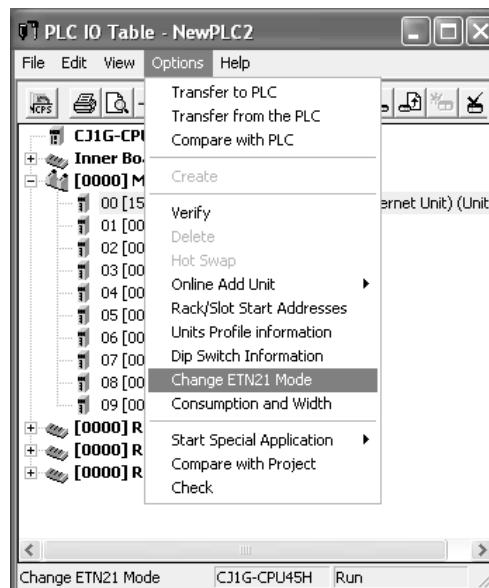 PLC IO Table - NewPLC2
File Edit View Options Help
CPS
Transfer to PLC
Transfer from the PLC
Compare with PLC
Create
Verify
Delete
Hot Swap
Online Add Unit
Rack/Slot Start Addresses
Units Profile information
Dip Switch Information
Change ETN21 Mode
Consumption and Width
Start Special Application
Compare with Project
Check
CJ1G-CPU
Inner Bo
[0000] M
00 [15 ernet Unit) (Unit
01 [00
02 [00
03 [00
04 [00
05 [00
06 [00
07 [00
08 [00
09 [00
[0000] R
[0000] R
[0000] R
Change ETN21 Mode CJ1G-CPU45H Run